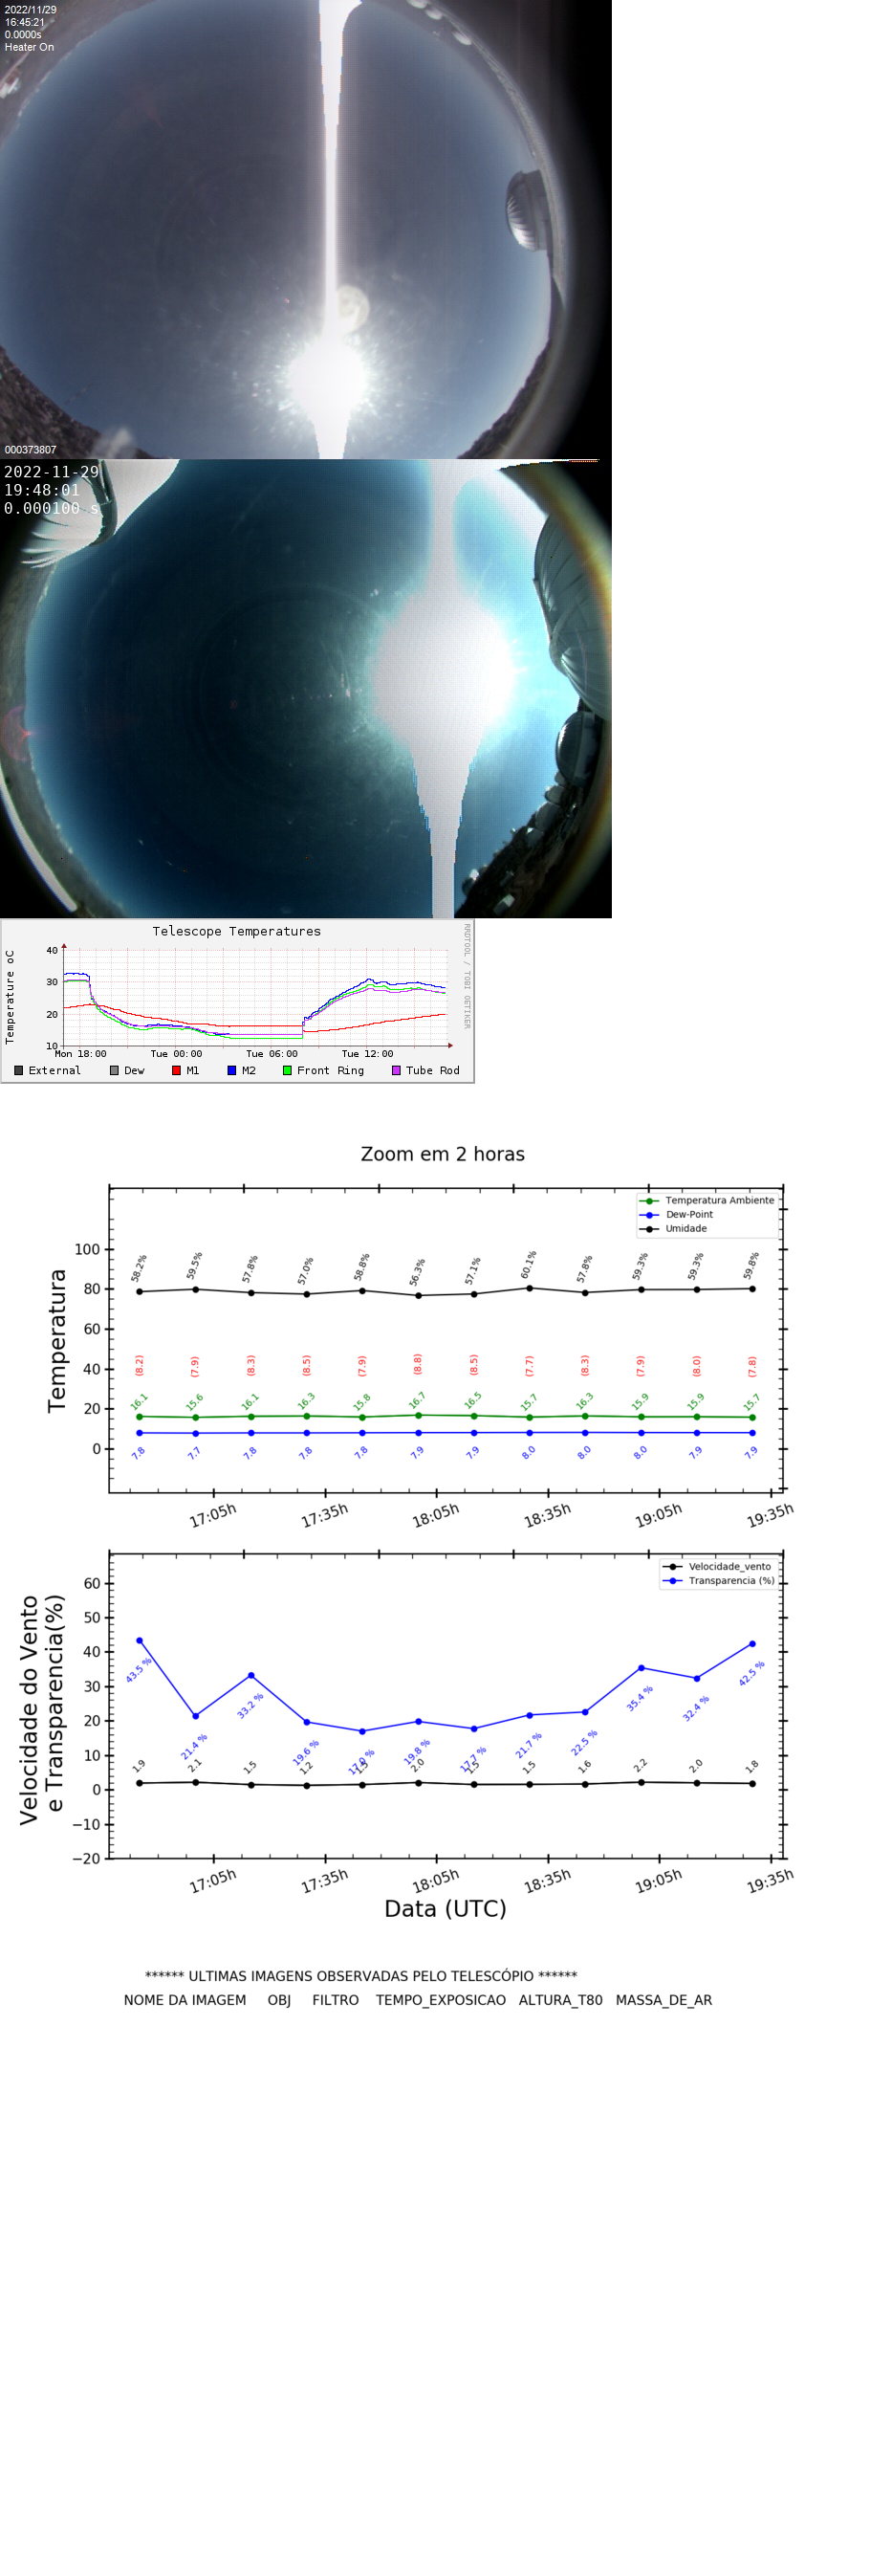 2022/11/29
16:45:21
0.0000s
Heater On
000373807
2022-11-29
19:48:01
0.000100 s
Telescope Temperatures
RRDTOOL / TOBI OETIKER
Temperature oC
40
30
20
10
Mon 18:00 Tue 00:00 Tue 06:00 Tue 12:00
External Dew M1 M2 Front Ring Tube Rod
Zoom em 2 horas
Temperatura Ambiente
Dew-Point
Umidade
Temperatura
100
80
60
40
20
0
58.2% 59.5% 57.8% 57.0% 58.8% 56.3% 57.1% 60.1% 57.8% 59.3% 59.3% 59.8%
(8.2) (7.9) (8.3) (8.5) (7.9) (8.8) (8.5) (7.7) (8.3) (7.9) (8.0) (7.8)
16.1 15.6 16.1 16.3 15.8 16.7 16.5 15.7 16.3 15.9 15.9 15.7
7.8 7.7 7.8 7.8 7.8 7.9 7.9 8.0 8.0 8.0 7.9 7.9
17:05h 17:35h 18:05h 18:35h 19:05h 19:35h
Velocidade_vento
Transparencia (%)
Velocidade do Vento
e Transparencia(%)
60
50
40
30
20
10
0
−10
−20
43.5 % 21.4 % 33.2 % 19.6 % 17.0 % 19.8 % 17.7 % 21.7 % 22.5 % 35.4 % 32.4 % 42.5 %
1.9 2.1 1.5 1.2 2.0 1.5 1.5 1.6 2.2 2.0 1.8
17:05h 17:35h 18:05h 18:35h 19:05h 19:35h
Data (UTC)
****** ULTIMAS IMAGENS OBSERVADAS PELO TELESCÓPIO ******
NOME DA IMAGEM OBJ FILTRO TEMPO_EXPOSICAO ALTURA_T80 MASSA_DE_AR